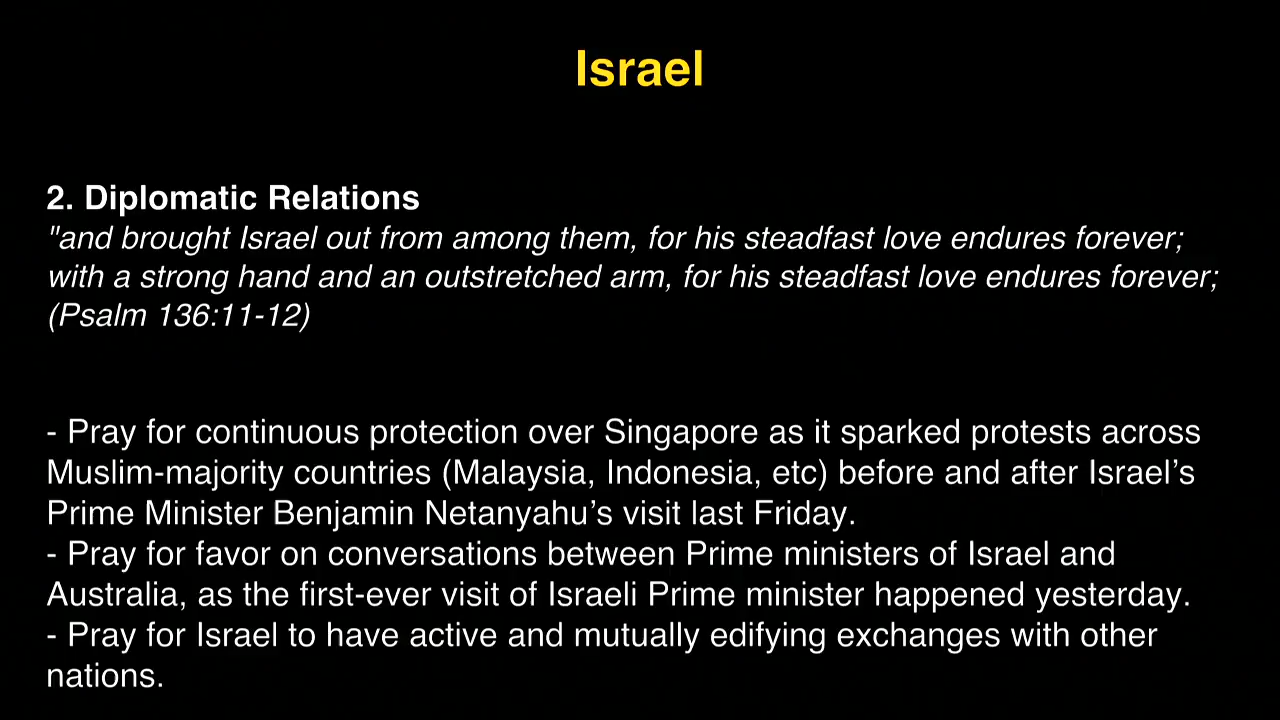 Israel
2. Diplomatic Relations
"and brought Israel out from among them, for his steadfast love endures forever;
with a strong hand and an outstretched arm, for his steadfast love endures forever;
(Psalm 136:11-12)
- Pray for continuous protection over Singapore as it sparked protests across
Muslim-majority countries (Malaysia, Indonesia, etc) before and after Israel’s
Prime Minister Benjamin Netanyahu’s visit last Friday.
- Pray for favor on conversations between Prime ministers of Israel and
Australia, as the first-ever visit of Israeli Prime minister happened yesterday.
- Pray for Israel to have active and mutually edifying exchanges with other
nations.